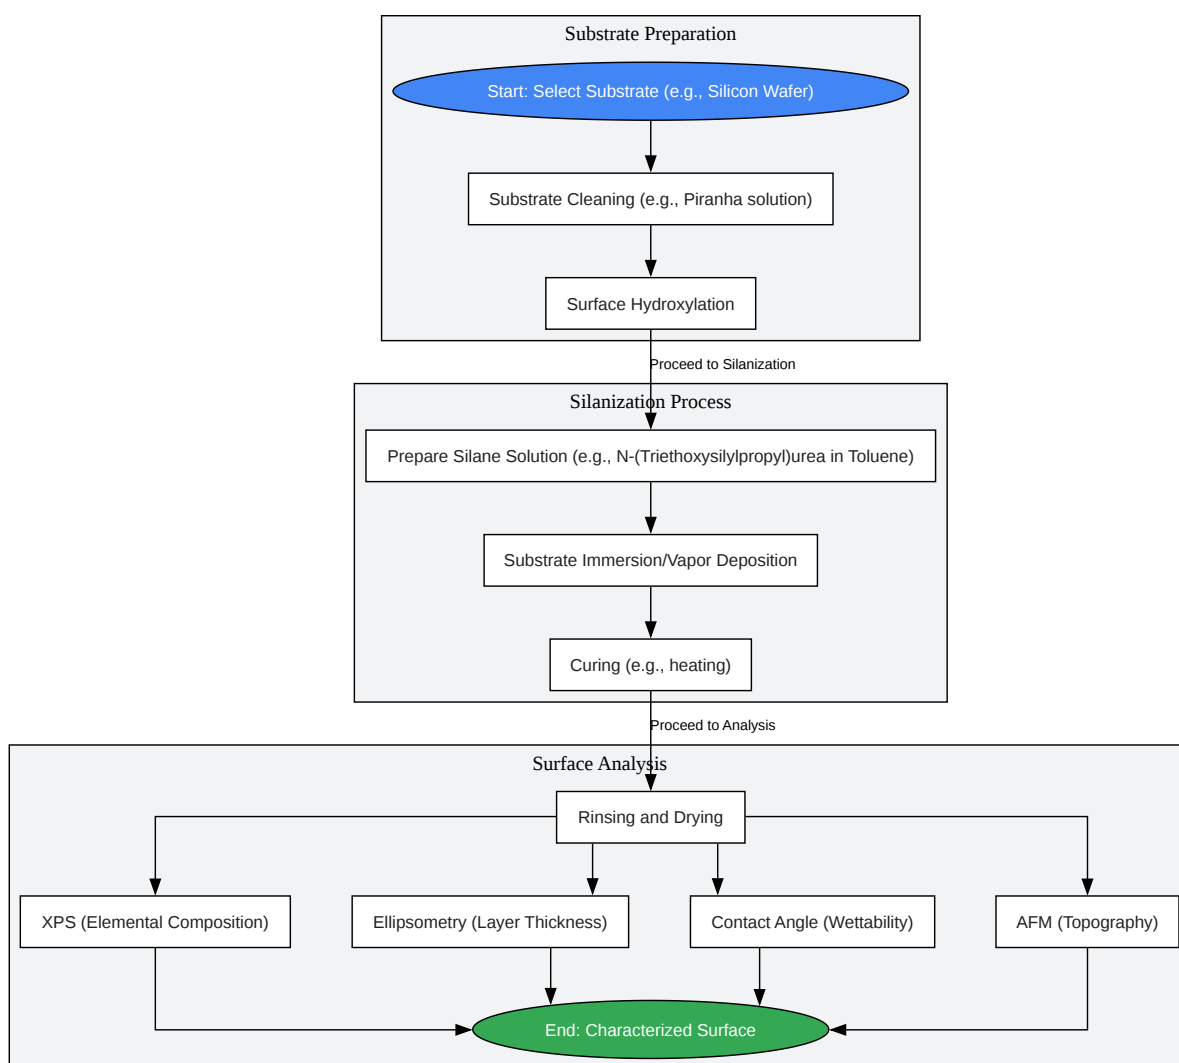 Substrate Preparation
Start: Select Substrate (e.g., Silicon Wafer)
Substrate Cleaning (e.g., Piranha solution)
Surface Hydroxylation
Proceed to Silanization
Silanization Process
Prepare Silane Solution (e.g., N-(Triethoxysilylpropyl)urea in Toluene)
Substrate Immersion/Vapor Deposition
Curing (e.g., heating)
Proceed to Analysis
Surface Analysis
Rinsing and Drying
XPS (Elemental Composition)
Ellipsometry (Layer Thickness)
Contact Angle (Wettability)
AFM (Topography)
End: Characterized Surface